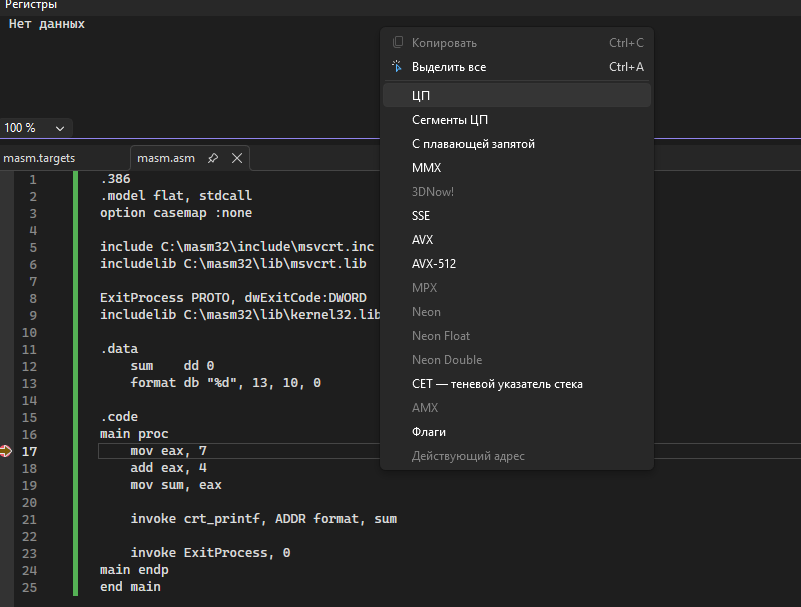 Регистры
Нет данных
Копировать Ctrl+C
Выделить все Ctrl+A
ЦП
Сегменты ЦП
С плавающей запятой
MMX
3DNow!
SSE
AVX
AVX-512
MPX
Neon
Neon Float
Neon Double
CET — теневой указатель стека
AMX
Флаги
Действующий адрес
100 %
masm.targets masm.asm
1 .386
2 .model flat, stdcall
3 option casemap :none
4
5 include C:\masm32\include\msvcrt.inc
6 includelib C:\masm32\lib\msvcrt.lib
7
8 ExitProcess PROTO, dwExitCode:DWORD
9 includelib C:\masm32\lib\kernel32.lib
10
11 .data
12 sum dd 0
13 format db "%d", 13, 10, 0
14
15 .code
16 main proc
17 mov eax, 7
18 add eax, 4
19 mov sum, eax
20
21 invoke crt_printf, ADDR format, sum
22
23 invoke ExitProcess, 0
24 main endp
25 end main